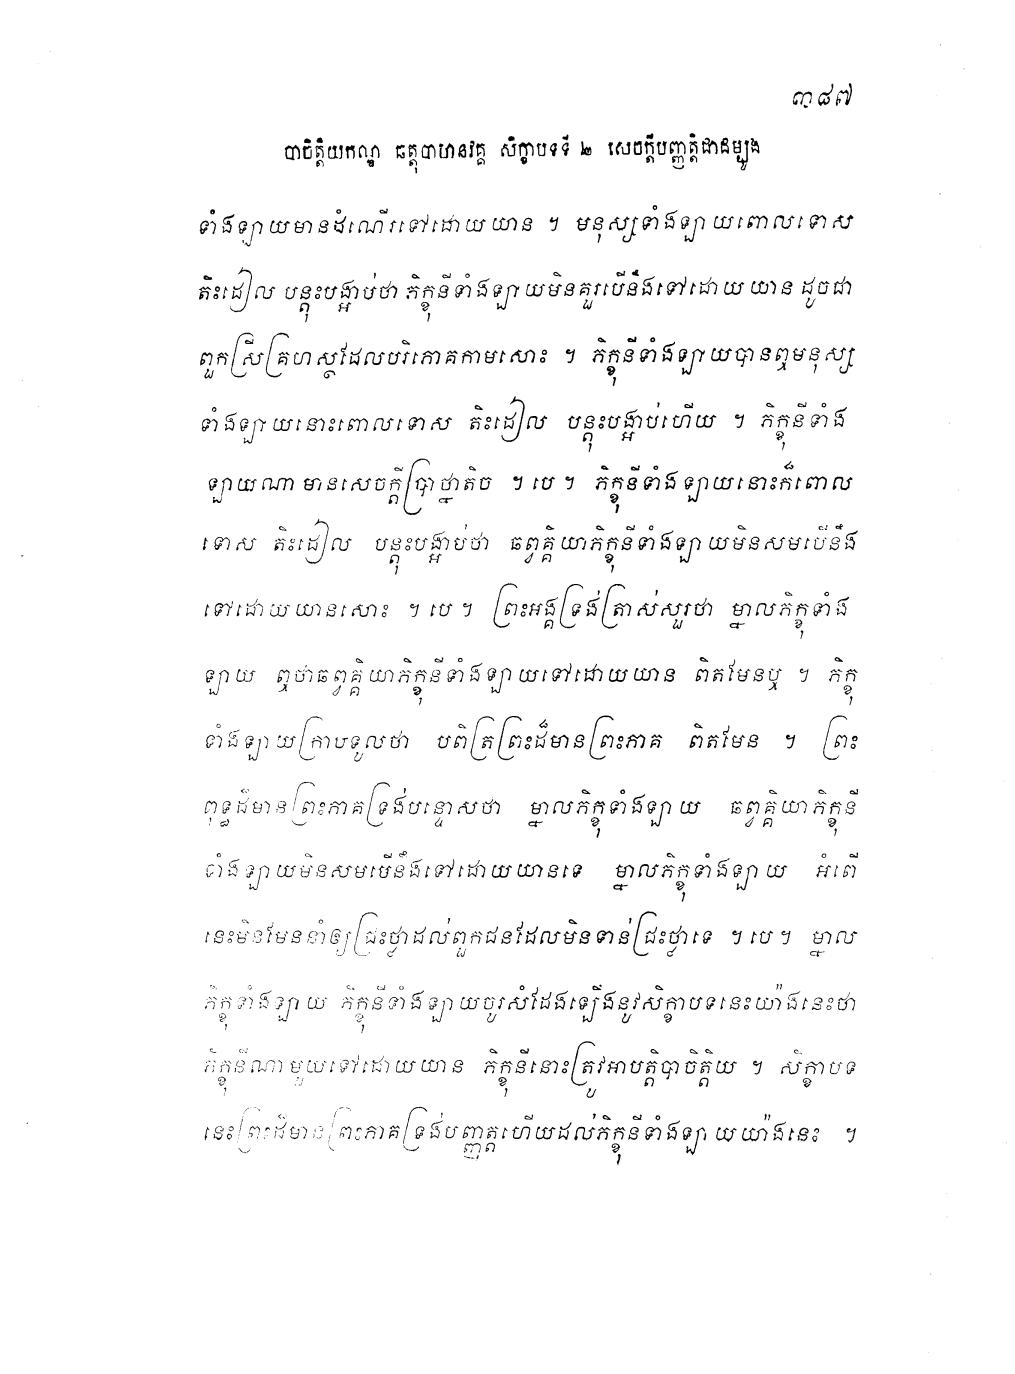 ៣៨៧
បាចិត្តិយកណ្ឌ ឆត្តុបាហនវគ្គ សិក្ខាបទទី ២ សេចក្តីបញ្ញត្តិជាដម្បូង
ទាំងឡាយមានដំណើរទៅដោយយាន ។ មនុស្សទាំងឡាយពោលទោស
តិះដៀល បន្តុះបង្អាប់ថា ភិក្ខុនីទាំងឡាយមិនគួរបើនឹងទៅដោយយាន ដូចជា
ពួកស្រីគ្រហស្ថដែលបរិភោគកាមសោះ ។ ភិក្ខុនីទាំងឡាយបានឮមនុស្ស
ទាំងឡាយនោះពោលទោស តិះដៀល បន្តុះបង្អាប់ហើយ ។ ភិក្ខុនីទាំង
ឡាយណា មានសេចក្តីប្រាថ្នាតិច ។ បេ ។ ភិក្ខុនីទាំងឡាយនោះក៏ពោល
ទោស តិះដៀល បន្តុះបង្អាប់ថា ឆព្វគ្គិយាភិក្ខុនីទាំងឡាយមិនសមបើនឹង
ទៅដោយយានសោះ ។ បេ ។ ព្រះអង្គទ្រង់ត្រាស់សួរថា ម្នាលភិក្ខុទាំង
ឡាយ ឮថាឆព្វគ្គិយាភិក្ខុនីទាំងឡាយទៅដោយយាន ពិតមែនឬ ។ ភិក្ខុ
ទាំងឡាយក្រាបទូលថា បពិត្រព្រះដ៏មានព្រះភាគ ពិតមែន ។ ព្រះ
ពុទ្ធដ៏មានព្រះភាគទ្រង់បន្ទោសថា ម្នាលភិក្ខុទាំងឡាយ ឆព្វគ្គិយាភិក្ខុនី
ទាំងឡាយមិនសមបើនឹងទៅដោយយានទេ ម្នាលភិក្ខុទាំងឡាយ អំពើ
នេះមិនមែននាំឲ្យជ្រះថ្លាដល់ពួកជនដែលមិនទាន់ជ្រះថ្លាទេ ។ បេ ។ ម្នាល
ភិក្ខុទាំងឡាយ ភិក្ខុនីទាំងឡាយចូរសំដែងឡើងនូវសិក្ខាបទនេះយ៉ាងនេះថា
ភិក្ខុនីណាមួយទៅដោយយាន ភិក្ខុនីនោះត្រូវអាបត្តិបាចិត្តិយ ។ សិក្ខាបទ
នេះព្រះដ៏មានព្រះភាគទ្រង់បញ្ញត្តហើយដល់ភិក្ខុនីទាំងឡាយយ៉ាងនេះ ។